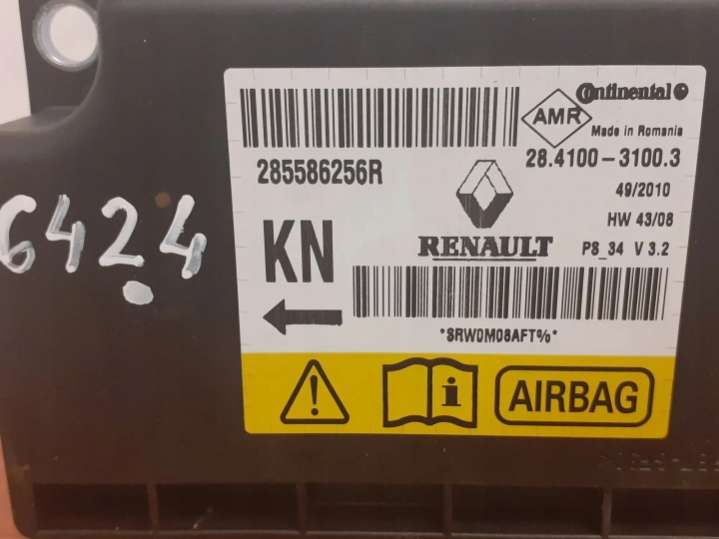 Continental
AMR
Made in Romania
285586256R
28.4100-3100.3
49/2010
HW 43/08
KN
RENAULT
PS_34 V 3.2
*SRW0M08AFT%*
AIRBAG
6424